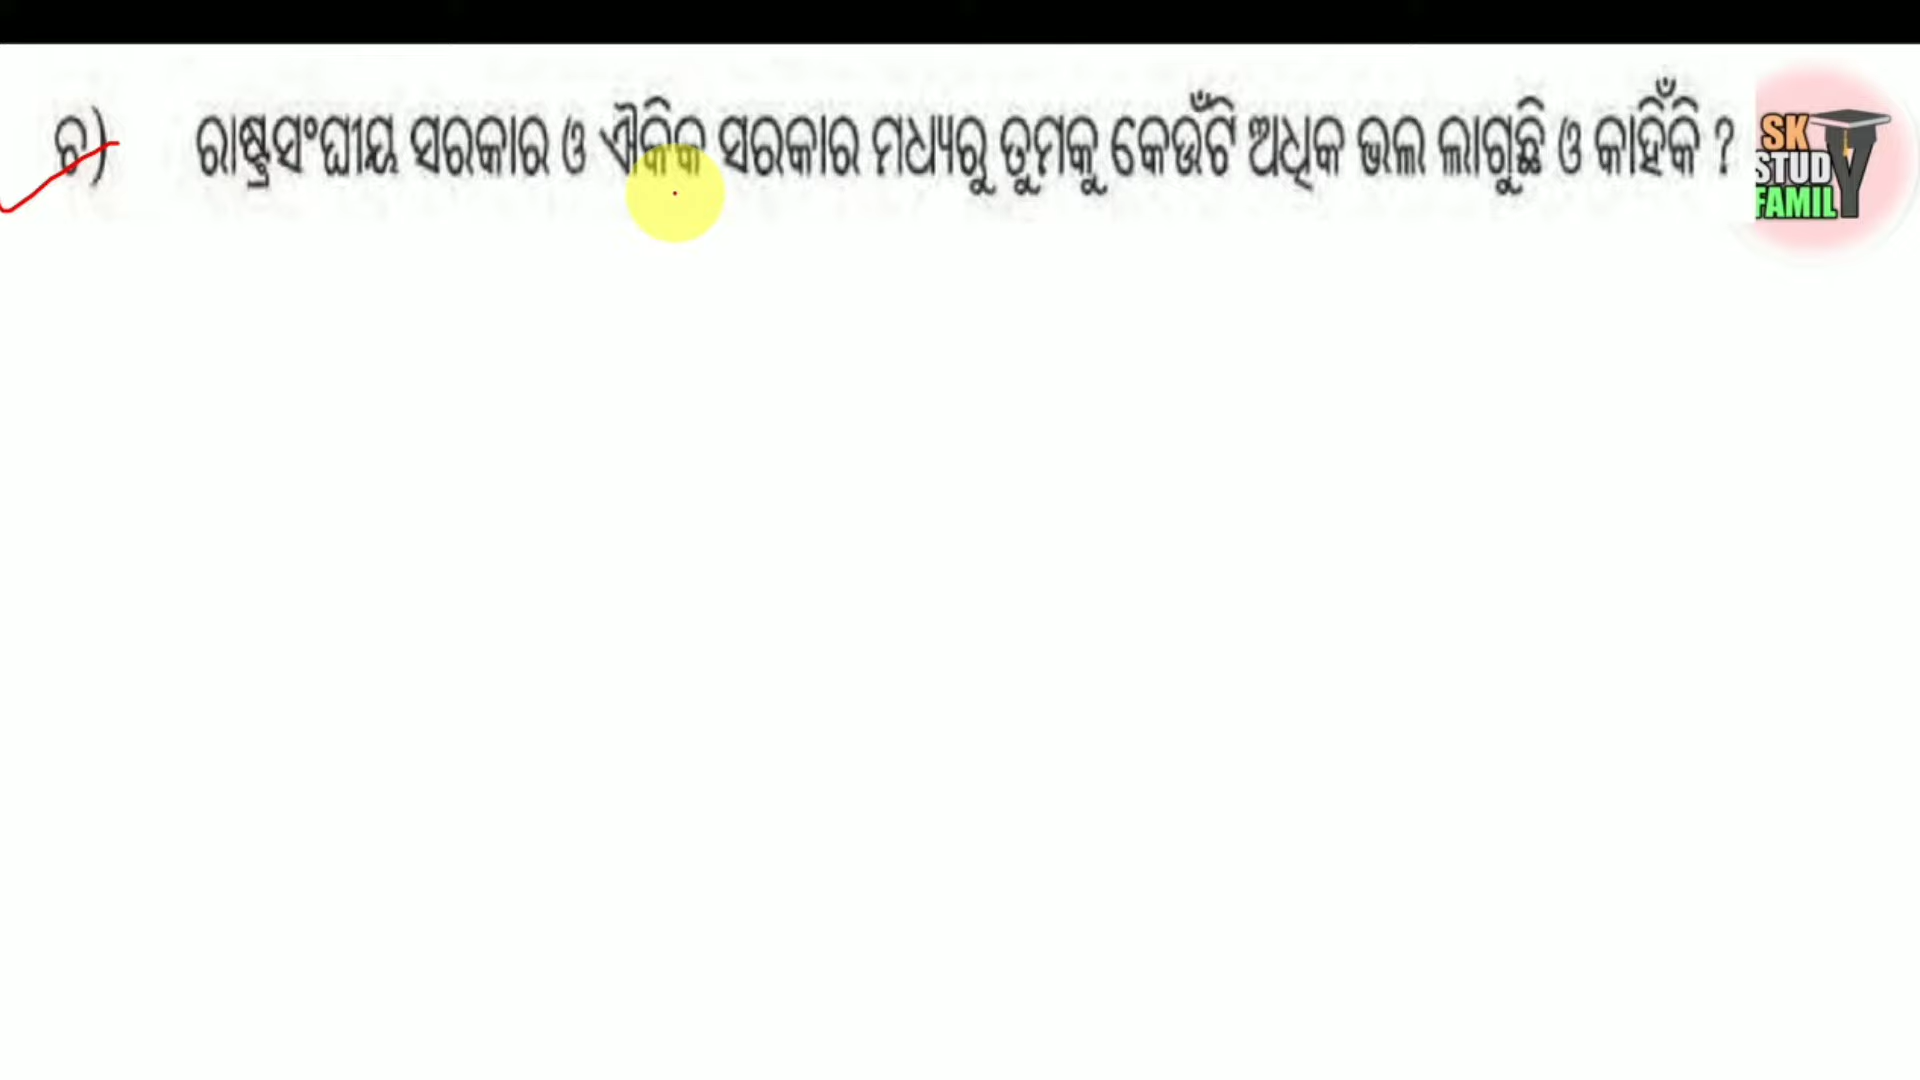 ଚ) ରାଷ୍ଟ୍ରସଂଘୀୟ ସରକାର ଓ ଐକିକ ସରକାର ମଧ୍ୟରୁ ତୁମକୁ କେଉଁଟି ଅଧିକ ଭଲ ଲାଗୁଛି ଓ କାହିଁକି ?
SK
STUDY
FAMILY